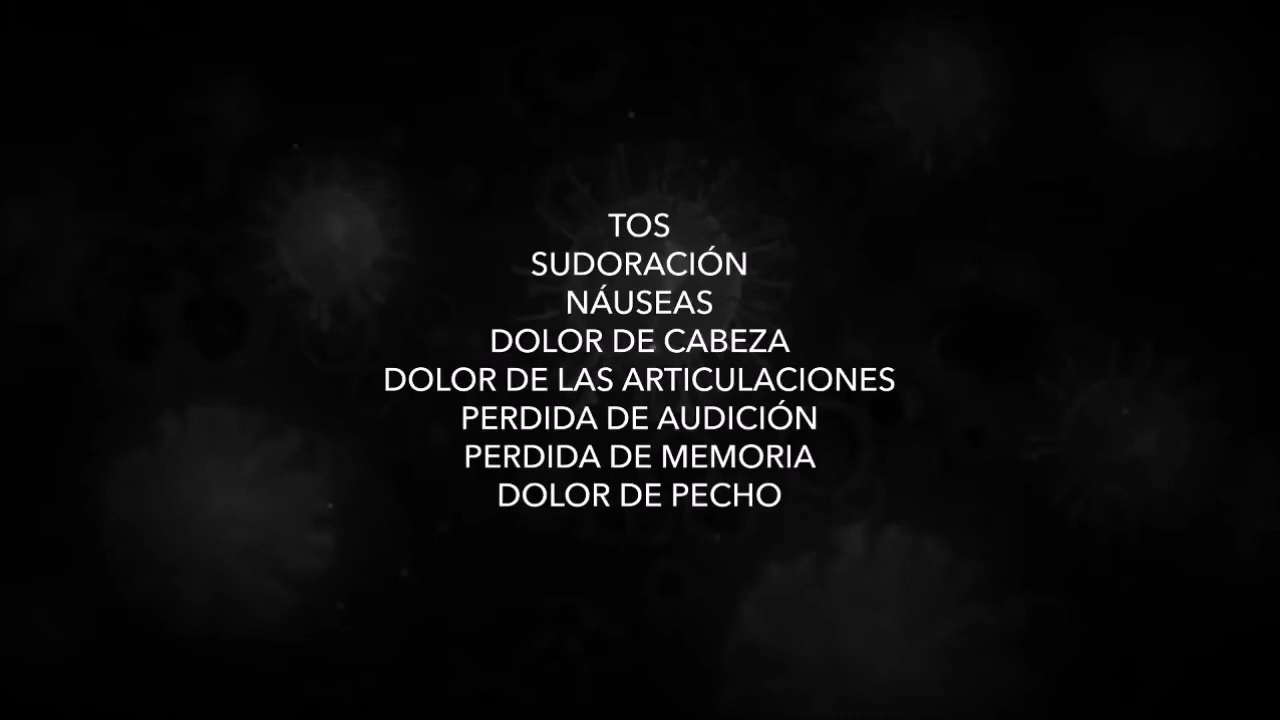 TOS
SUDORACIÓN
NÁUSEAS
DOLOR DE CABEZA
DOLOR DE LAS ARTICULACIONES
PERDIDA DE AUDICIÓN
PERDIDA DE MEMORIA
DOLOR DE PECHO